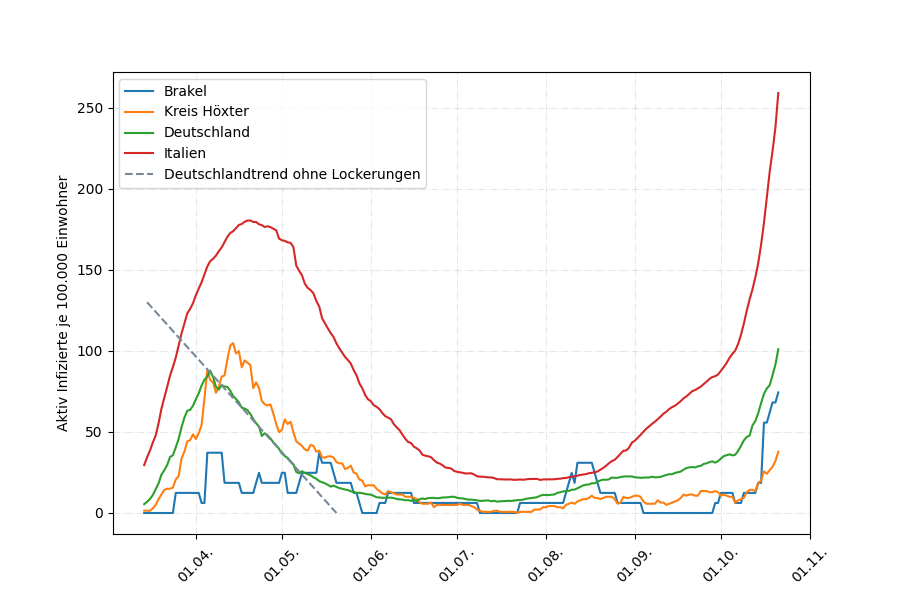 Brakel
Kreis Höxter
Deutschland
Italien
Deutschlandtrend ohne Lockerungen
Aktiv Infizierte je 100.000 Einwohner
250
200
150
100
50
0
01.04.
01.05.
01.06.
01.07.
01.08.
01.09.
01.10.
01.11.